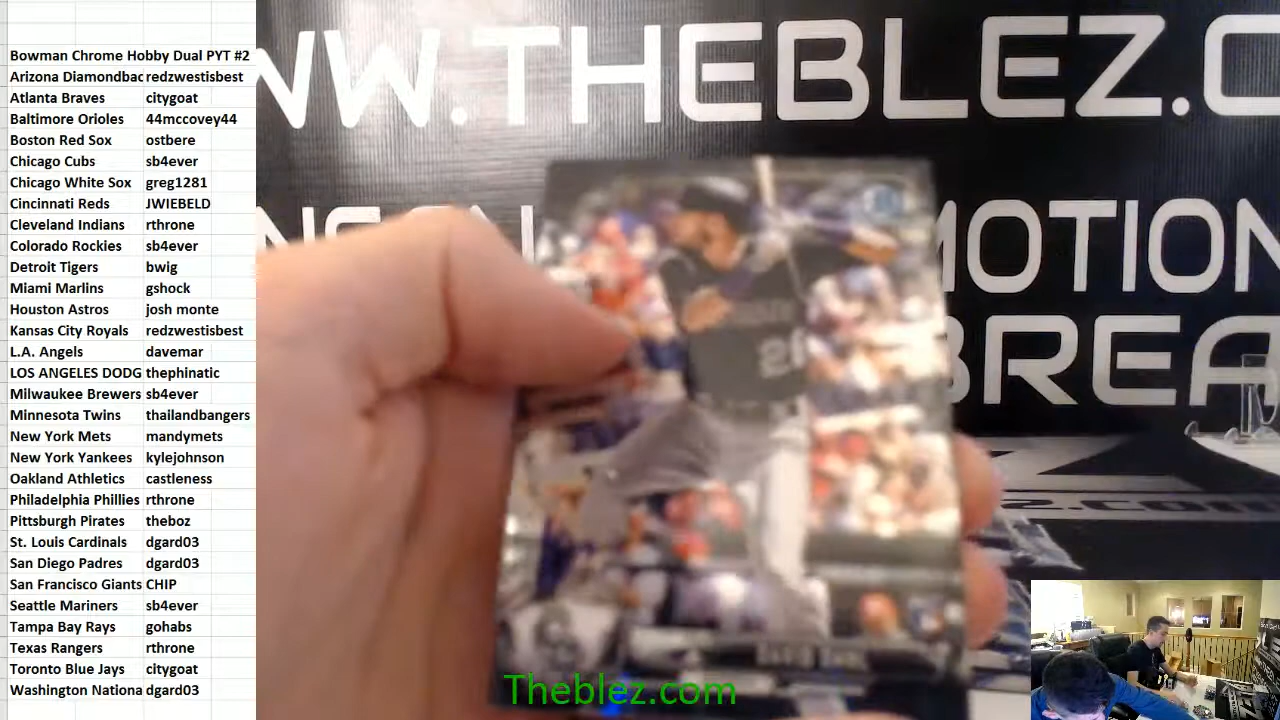 Bowman Chrome Hobby Dual PYT #2
Arizona Diamondbac redzwestisbest
Atlanta Braves citygoat
Baltimore Orioles 44mccovey44
Boston Red Sox ostbere
Chicago Cubs sb4ever
Chicago White Sox greg1281
Cincinnati Reds JWIEBELD
Cleveland Indians rthrone
Colorado Rockies sb4ever
Detroit Tigers bwig
Miami Marlins gshock
Houston Astros josh monte
Kansas City Royals redzwestisbest
L.A. Angels davemar
LOS ANGELES DODG thephinatic
Milwaukee Brewers sb4ever
Minnesota Twins thailandbangers
New York Mets mandymets
New York Yankees kylejohnson
Oakland Athletics castleness
Philadelphia Phillies rthrone
Pittsburgh Pirates theboz
St. Louis Cardinals dgard03
San Diego Padres dgard03
San Francisco Giants CHIP
Seattle Mariners sb4ever
Tampa Bay Rays gohabs
Texas Rangers rthrone
Toronto Blue Jays citygoat
Washington Nationa dgard03
WW.THEBLEZ.C
MOTION
BREA
Theblez.com